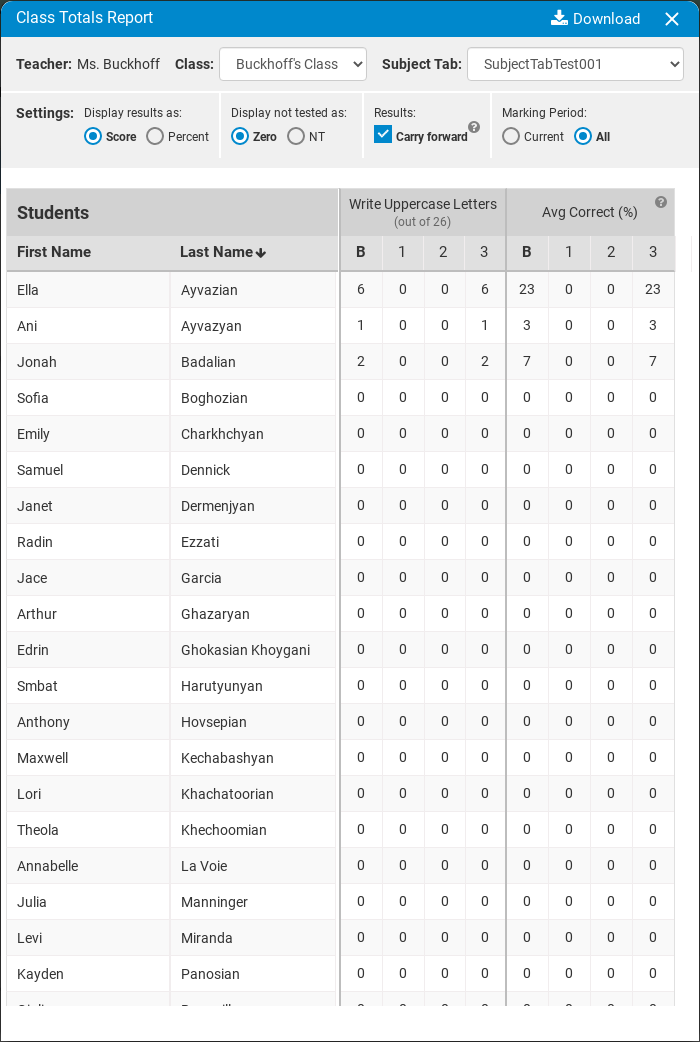 Class Totals Report Download
Teacher: Ms. Buckhoff Class: Buckhoff's Class Subject Tab: SubjectTabTest001
Settings: Display results as: Display not tested as: Results: Marking Period:
Score Percent Zero NT Carry forward ? Current All
Students Write Uppercase Letters (out of 26) Avg Correct (%) ?
First Name Last Name B 1 2 3 B 1 2 3
Ella Ayvazian 6 0 0 6 23 0 0 23
Ani Ayvazyan 1 0 0 1 3 0 0 3
Jonah Badalian 2 0 0 2 7 0 0 7
Sofia Boghozian 0 0 0 0 0 0 0 0
Emily Charkhchyan 0 0 0 0 0 0 0 0
Samuel Dennick 0 0 0 0 0 0 0 0
Janet Dermenjyan 0 0 0 0 0 0 0 0
Radin Ezzati 0 0 0 0 0 0 0 0
Jace Garcia 0 0 0 0 0 0 0 0
Arthur Ghazaryan 0 0 0 0 0 0 0 0
Edrin Ghokasian Khoygani 0 0 0 0 0 0 0 0
Smbat Harutyunyan 0 0 0 0 0 0 0 0
Anthony Hovsepian 0 0 0 0 0 0 0 0
Maxwell Kechabashyan 0 0 0 0 0 0 0 0
Lori Khachatoorian 0 0 0 0 0 0 0 0
Theola Khechoomian 0 0 0 0 0 0 0 0
Annabelle La Voie 0 0 0 0 0 0 0 0
Julia Manninger 0 0 0 0 0 0 0 0
Levi Miranda 0 0 0 0 0 0 0 0
Kayden Panosian 0 0 0 0 0 0 0 0